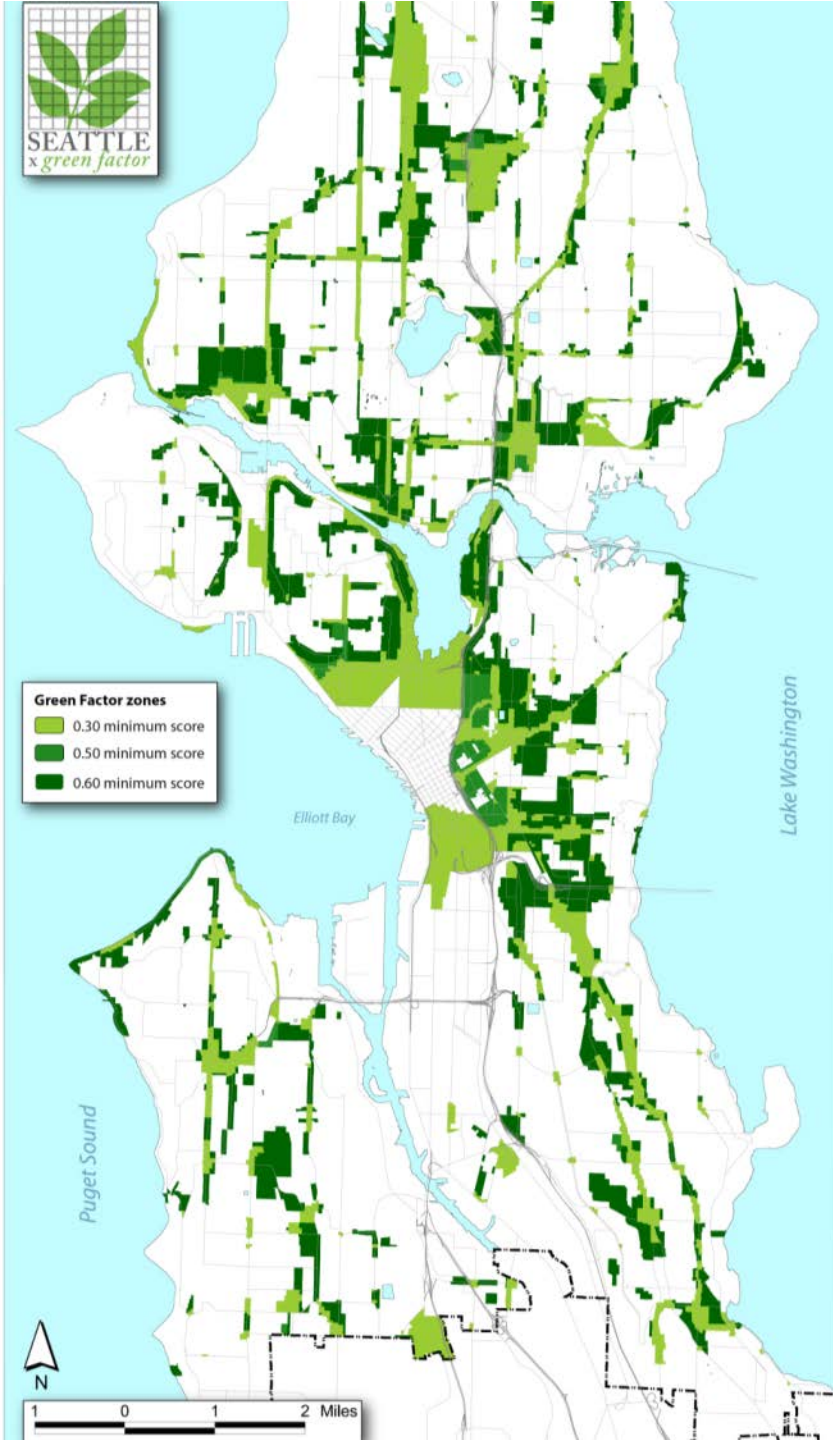 SEATTLE
x green factor
Green Factor zones
0.30 minimum score
0.50 minimum score
0.60 minimum score
Elliott Bay
Lake Washington
Puget Sound
N
1 0 1 2 Miles